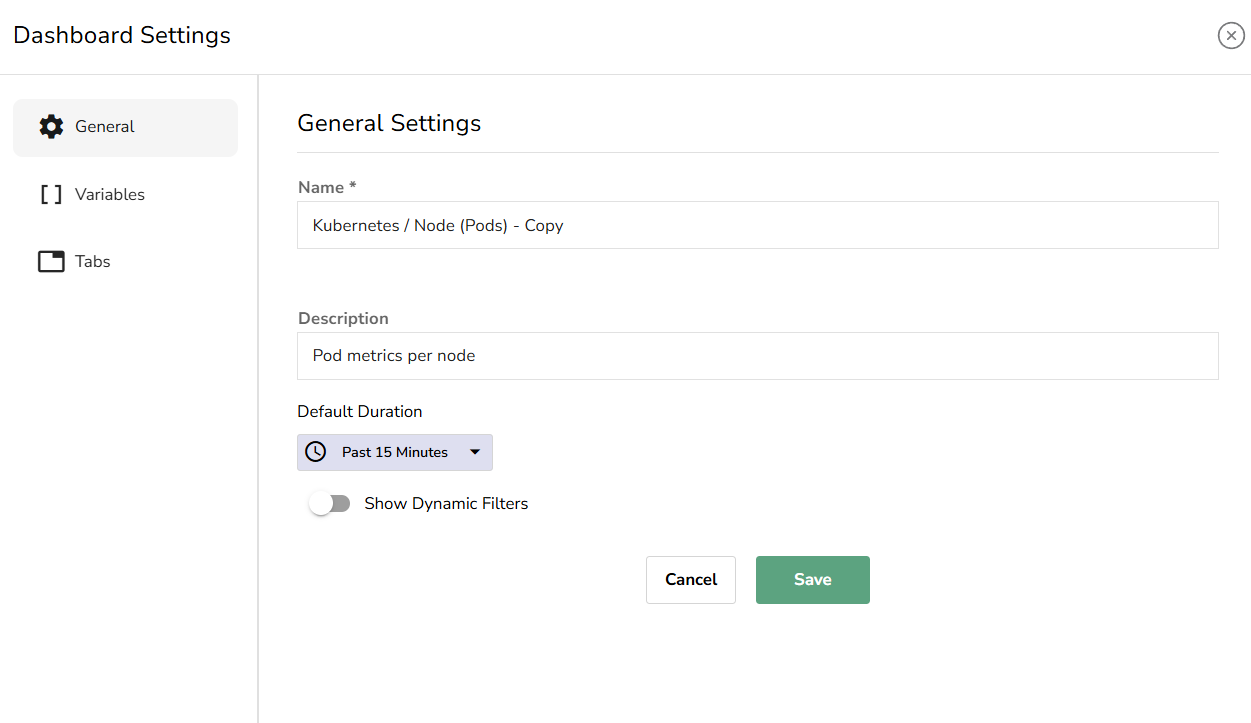 Dashboard Settings
General
Variables
Tabs
General Settings
Name *
Kubernetes / Node (Pods) - Copy
Description
Pod metrics per node
Default Duration
Past 15 Minutes
Show Dynamic Filters
Cancel
Save